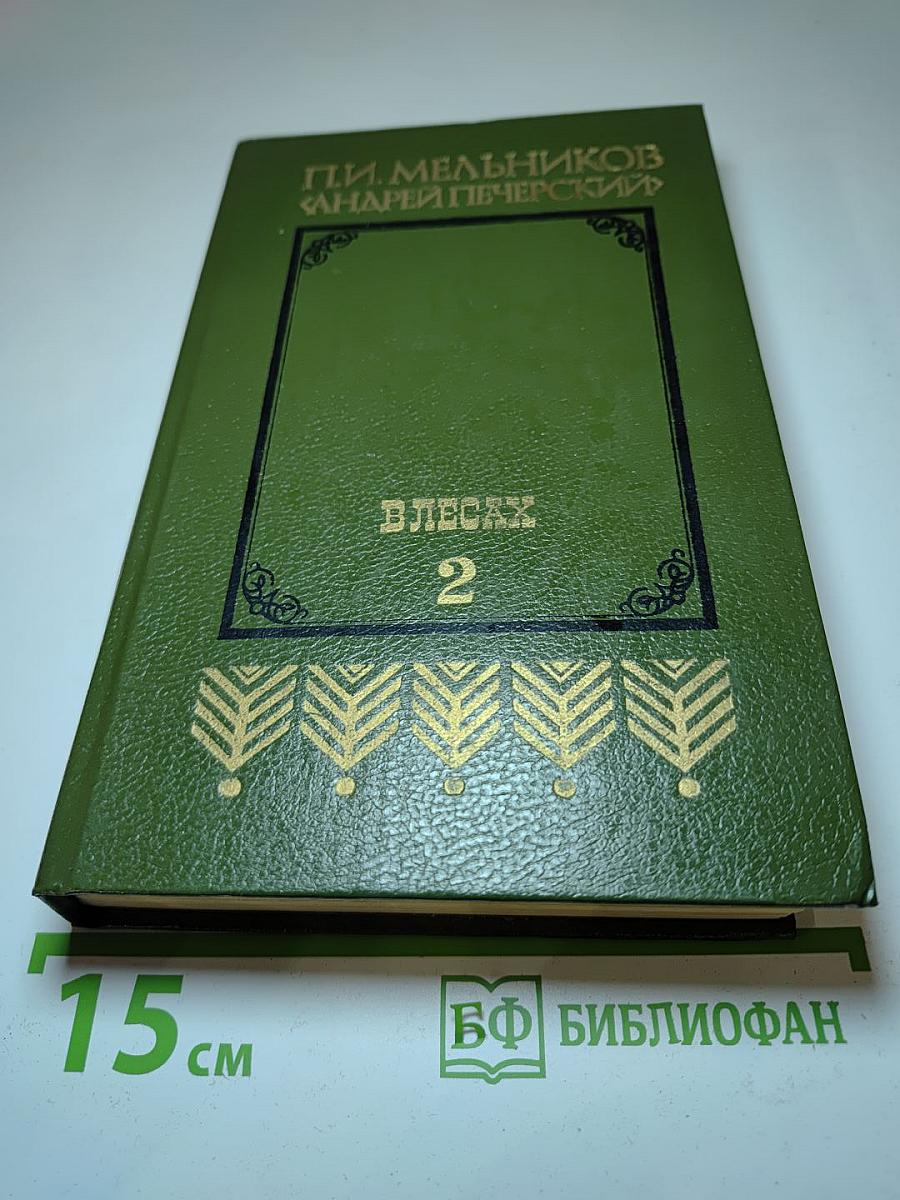 П.И. МЕЛЬНИКОВ
‹АНДРЕЙ ПЕЧЕРСКИЙ›
В ЛЕСАХ
2
15 см
БФ БИБЛИОФАН